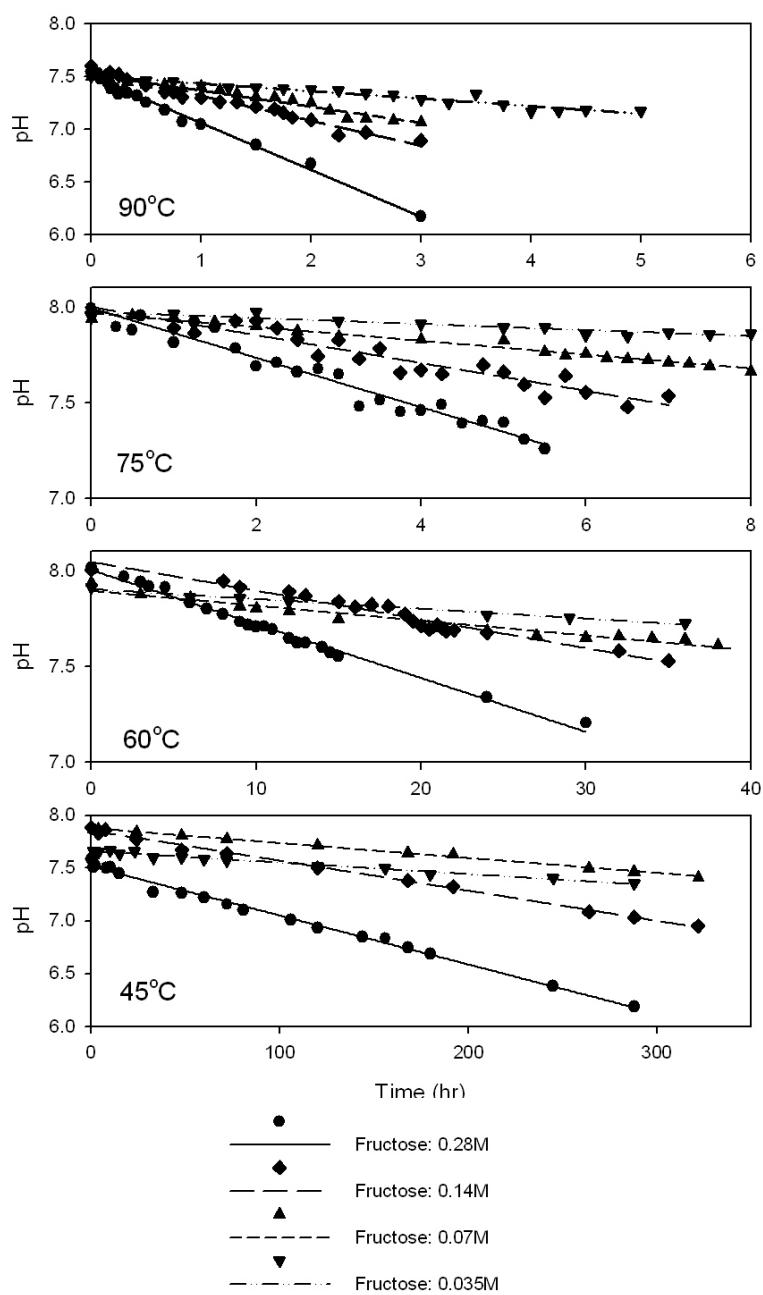 8.0
7.5
7.0
6.5
6.0
pH
90°C
0 1 2 3 4 5 6
8.0
7.5
7.0
pH
75°C
0 2 4 6 8
8.0
7.5
7.0
pH
60°C
0 10 20 30 40
8.0
7.5
7.0
6.5
6.0
pH
45°C
0 100 200 300
Time (hr)
Fructose: 0.28M
Fructose: 0.14M
Fructose: 0.07M
Fructose: 0.035M